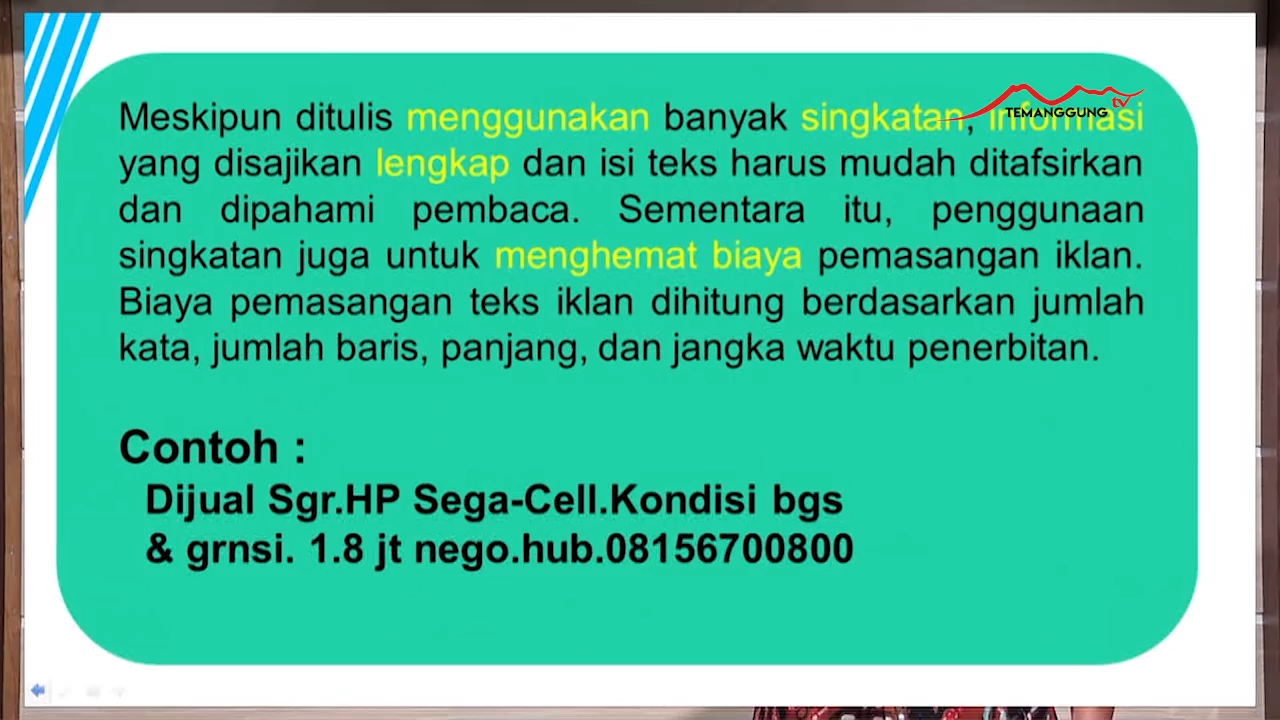 Meskipun ditulis menggunakan banyak singkatan, informasi
yang disajikan lengkap dan isi teks harus mudah ditafsirkan
dan dipahami pembaca. Sementara itu, penggunaan
singkatan juga untuk menghemat biaya pemasangan iklan.
Biaya pemasangan teks iklan dihitung berdasarkan jumlah
kata, jumlah baris, panjang, dan jangka waktu penerbitan.
Contoh :
Dijual Sgr.HP Sega-Cell.Kondisi bgs
& grnsi. 1.8 jt nego.hub.08156700800
TEMANGGUNG tv